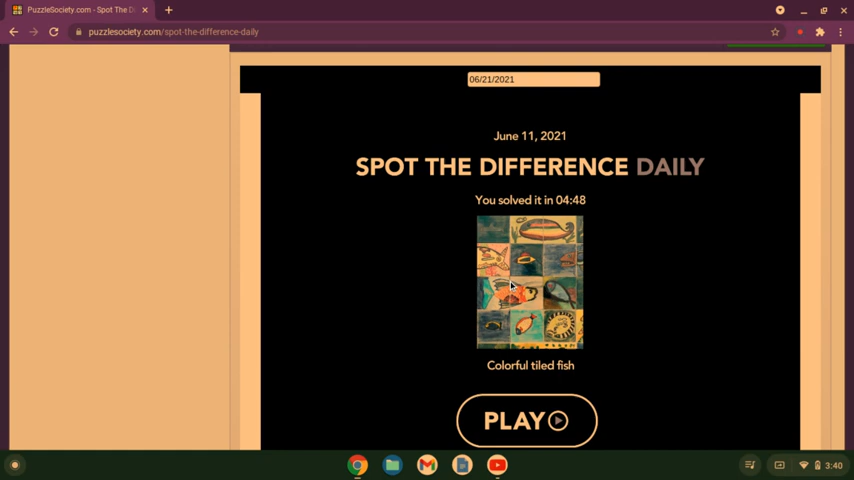 PuzzleSociety.com - Spot The Di
puzzlesociety.com/spot-the-difference-daily
06/21/2021
June 11, 2021
SPOT THE DIFFERENCE DAILY
You solved it in 04:48
Colorful tiled fish
PLAY
3:40